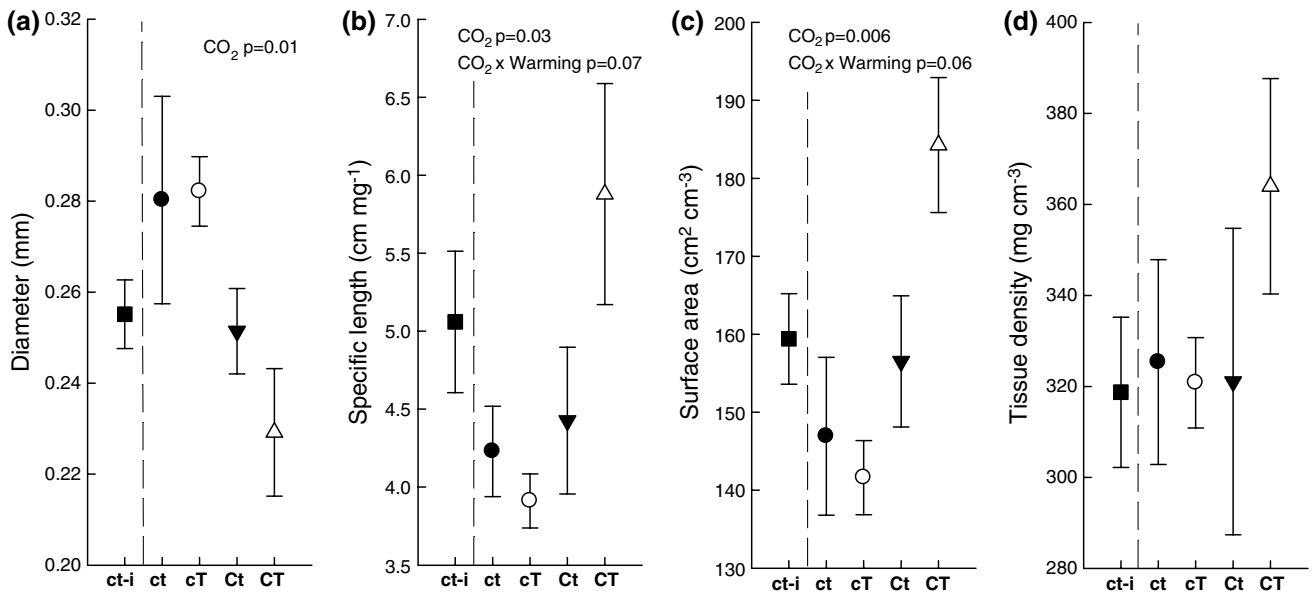 (a)
Diameter (mm)
0.32
0.30
0.28
0.26
0.24
0.22
0.20
CO2 p=0.01
ct-i ct cT Ct CT
(b)
Specific length (cm mg-1)
7.0
6.5
6.0
5.5
5.0
4.5
4.0
3.5
CO2 p=0.03
CO2 x Warming p=0.07
ct-i ct cT Ct CT
(c)
Surface area (cm2 cm-3)
200
190
180
170
160
150
140
130
CO2 p=0.006
CO2 x Warming p=0.06
ct-i ct cT Ct CT
(d)
Tissue density (mg cm-3)
400
380
360
340
320
300
280
ct-i ct cT Ct CT